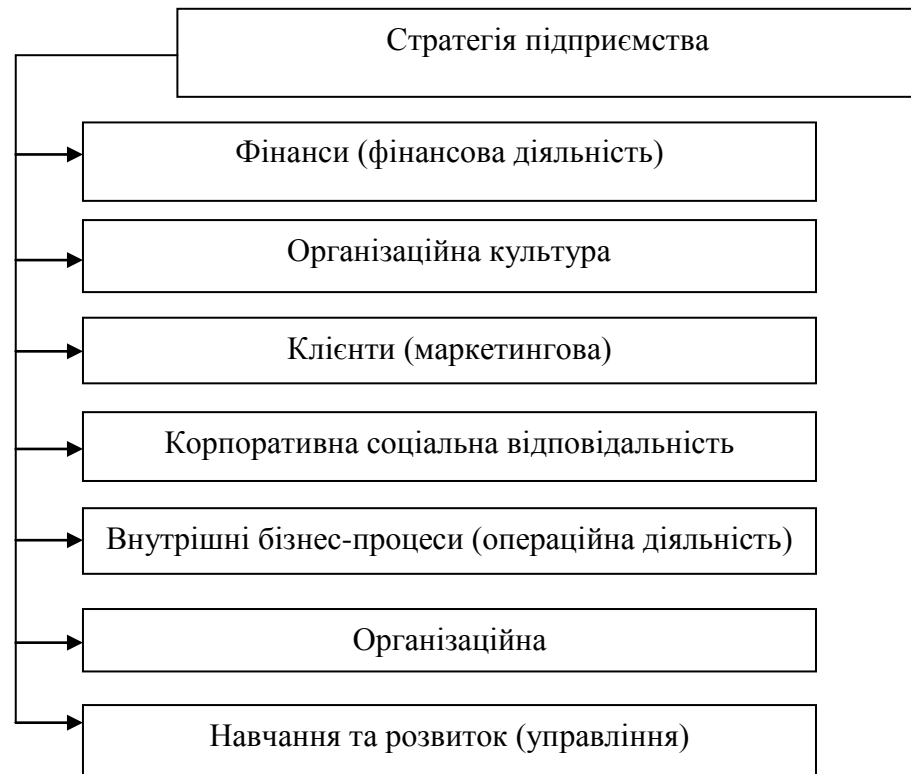 Стратегія підприємства
Фінанси (фінансова діяльність)
Організаційна культура
Клієнти (маркетингова)
Корпоративна соціальна відповідальність
Внутрішні бізнес-процеси (операційна діяльність)
Організаційна
Навчання та розвиток (управління)